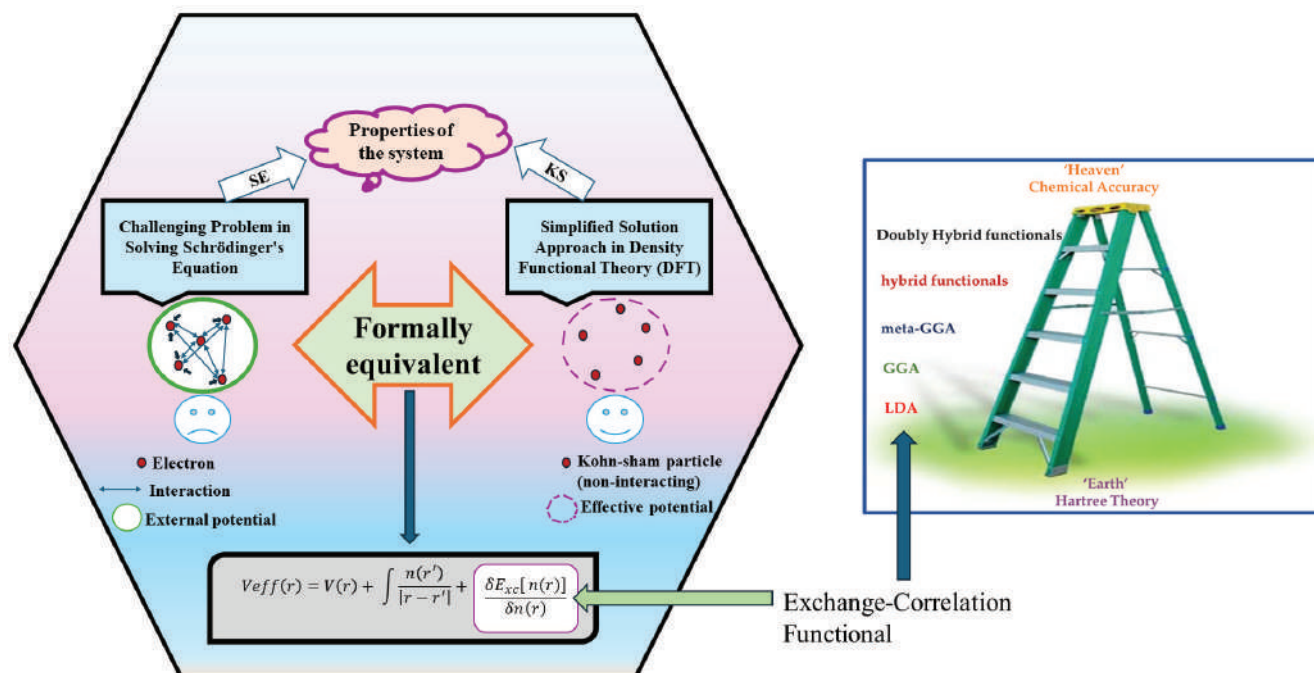 Properties of
the system
SE
KS
Challenging Problem in
Solving Schrödinger's
Equation
Simplified Solution
Approach in Density
Functional Theory (DFT)
Formally
equivalent
Electron
Interaction
External potential
Kohn-sham particle
(non-interacting)
Effective potential
Veff(r) = V(r) + ∫ n(r′)/|r − r′| + δE_xc[n(r)]/δn(r)
Exchange-Correlation
Functional
'Heaven'
Chemical Accuracy
Doubly Hybrid functionals
hybrid functionals
meta-GGA
GGA
LDA
'Earth'
Hartree Theory